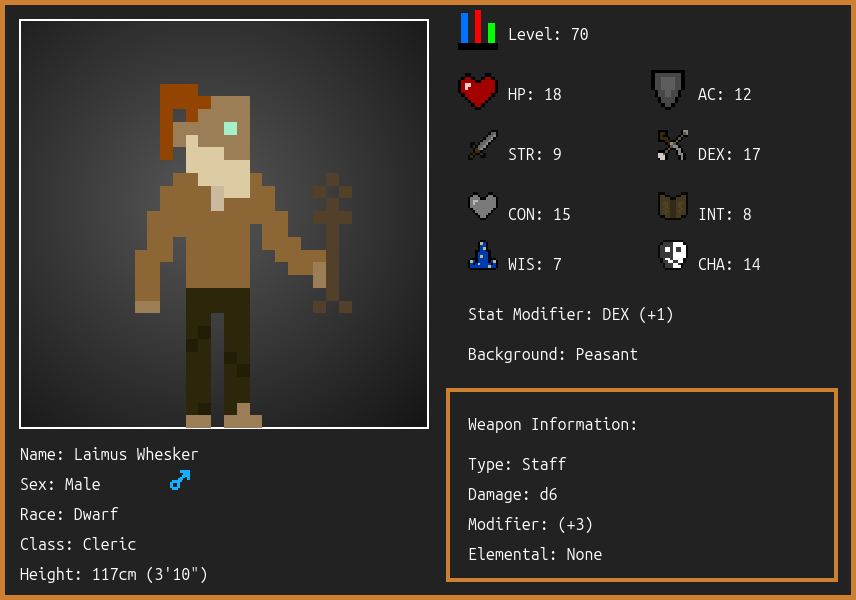 Level: 70
HP: 18
AC: 12
STR: 9
DEX: 17
CON: 15
INT: 8
WIS: 7
CHA: 14
Stat Modifier: DEX (+1)
Background: Peasant
Weapon Information:
Type: Staff
Damage: d6
Modifier: (+3)
Elemental: None
Name: Laimus Whesker
Sex: Male
Race: Dwarf
Class: Cleric
Height: 117cm (3'10")